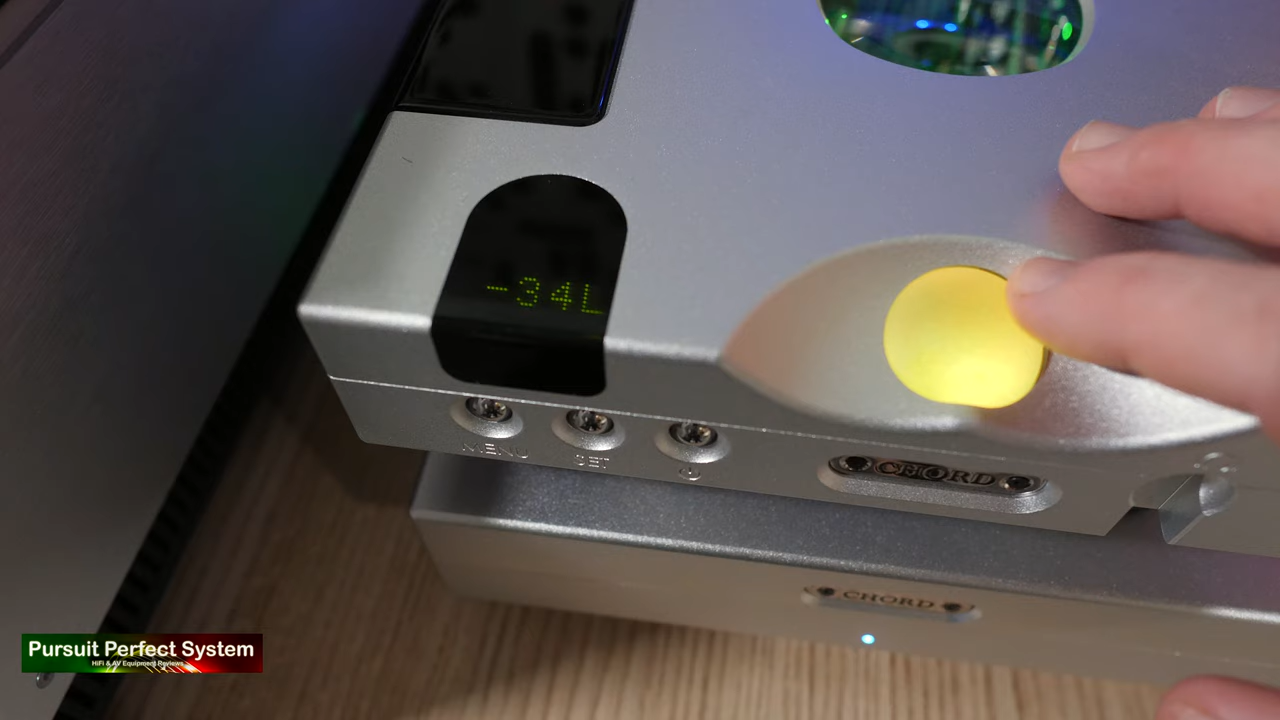 -34L
MENU
SET
CHORD
CHORD
Pursuit Perfect System
HiFi & AV Equipment Reviews